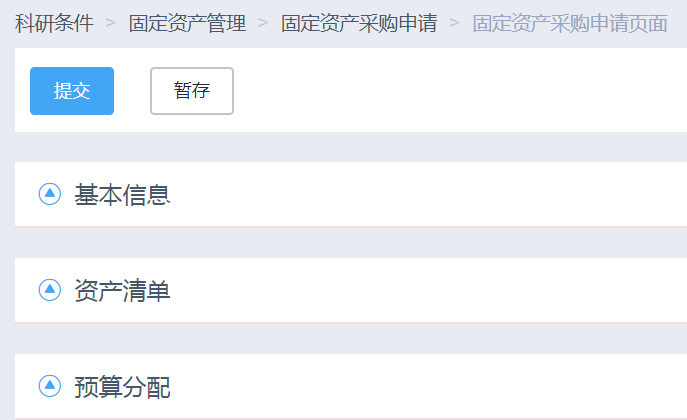 科研条件 > 固定资产管理 > 固定资产采购申请 > 固定资产采购申请页面
提交 暂存
基本信息
资产清单
预算分配